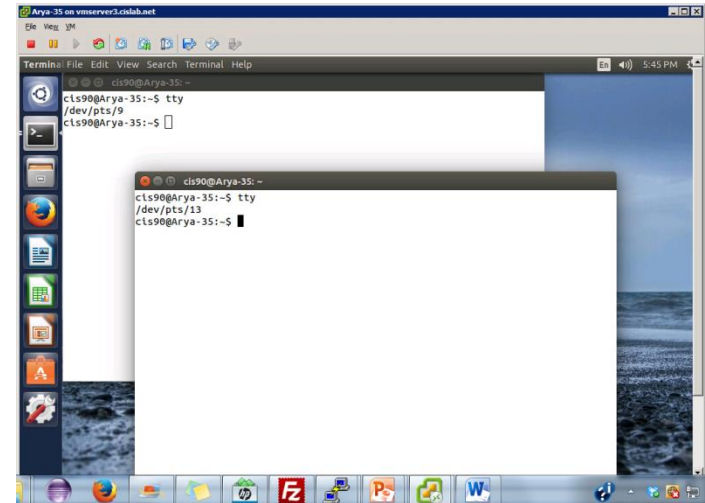 Arya-35 on vmserver3.cislab.net
File View VM
Terminal File Edit View Search Terminal Help
En 5:45 PM
cis90@Arya-35: ~
cis90@Arya-35:~$ tty
/dev/pts/9
cis90@Arya-35:~$
cis90@Arya-35: ~
cis90@Arya-35:~$ tty
/dev/pts/13
cis90@Arya-35:~$